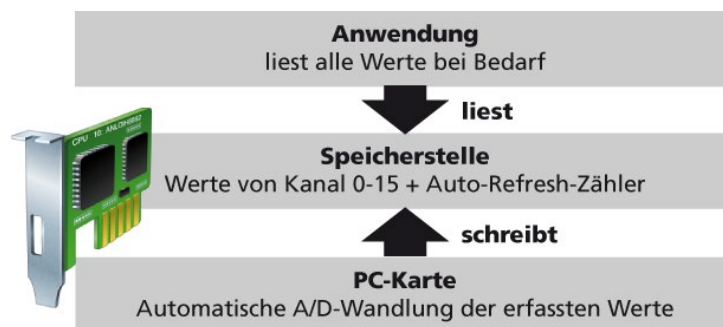 Anwendung
liest alle Werte bei Bedarf
liest
Speicherstelle
Werte von Kanal 0-15 + Auto-Refresh-Zähler
schreibt
PC-Karte
Automatische A/D-Wandlung der erfassten Werte